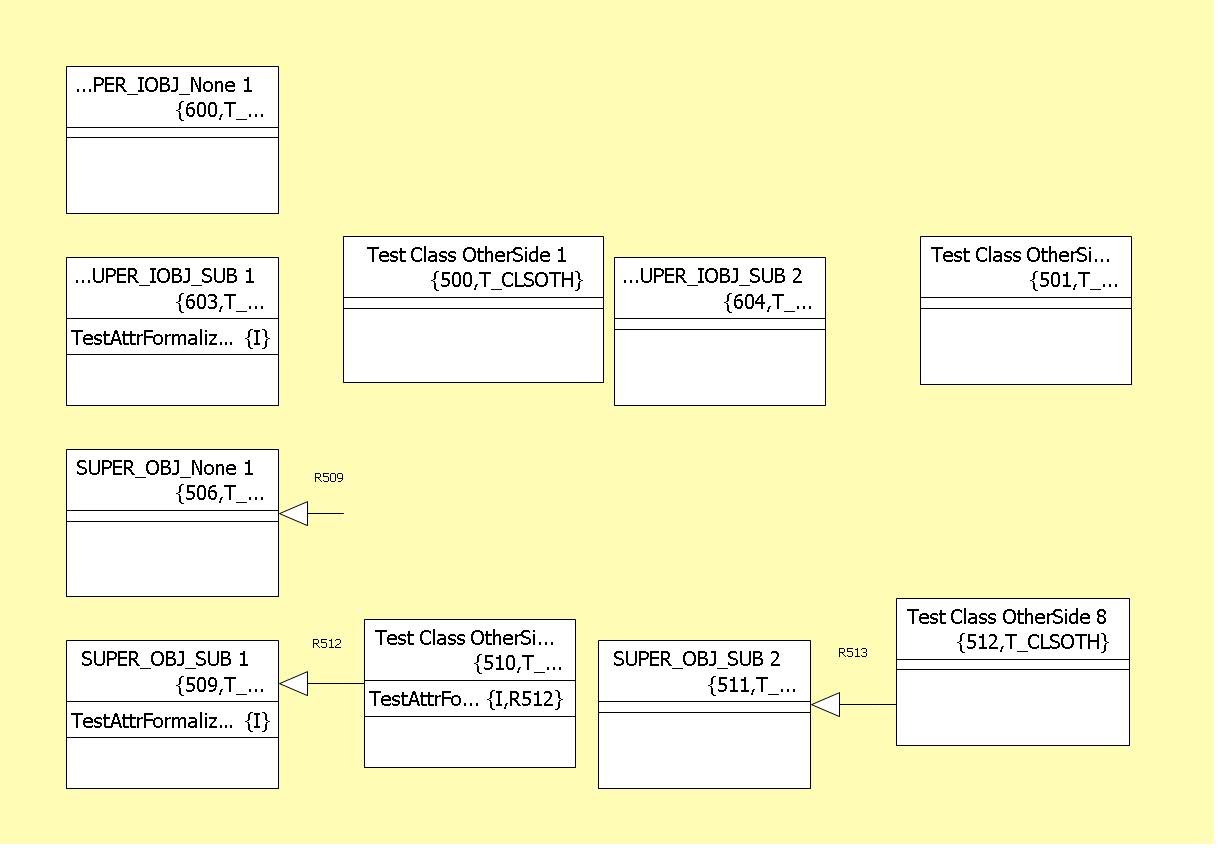 ...PER_IOBJ_None 1
{600,T_...
...UPER_IOBJ_SUB 1
{603,T_...
TestAttrFormaliz... {I}
Test Class OtherSide 1
{500,T_CLSOTH}
...UPER_IOBJ_SUB 2
{604,T_...
Test Class OtherSi...
{501,T_...
SUPER_OBJ_None 1
{506,T_...
R509
SUPER_OBJ_SUB 1
{509,T_...
TestAttrFormaliz... {I}
R512
Test Class OtherSi...
{510,T_...
TestAttrFo... {I,R512}
SUPER_OBJ_SUB 2
{511,T_...
R513
Test Class OtherSide 8
{512,T_CLSOTH}